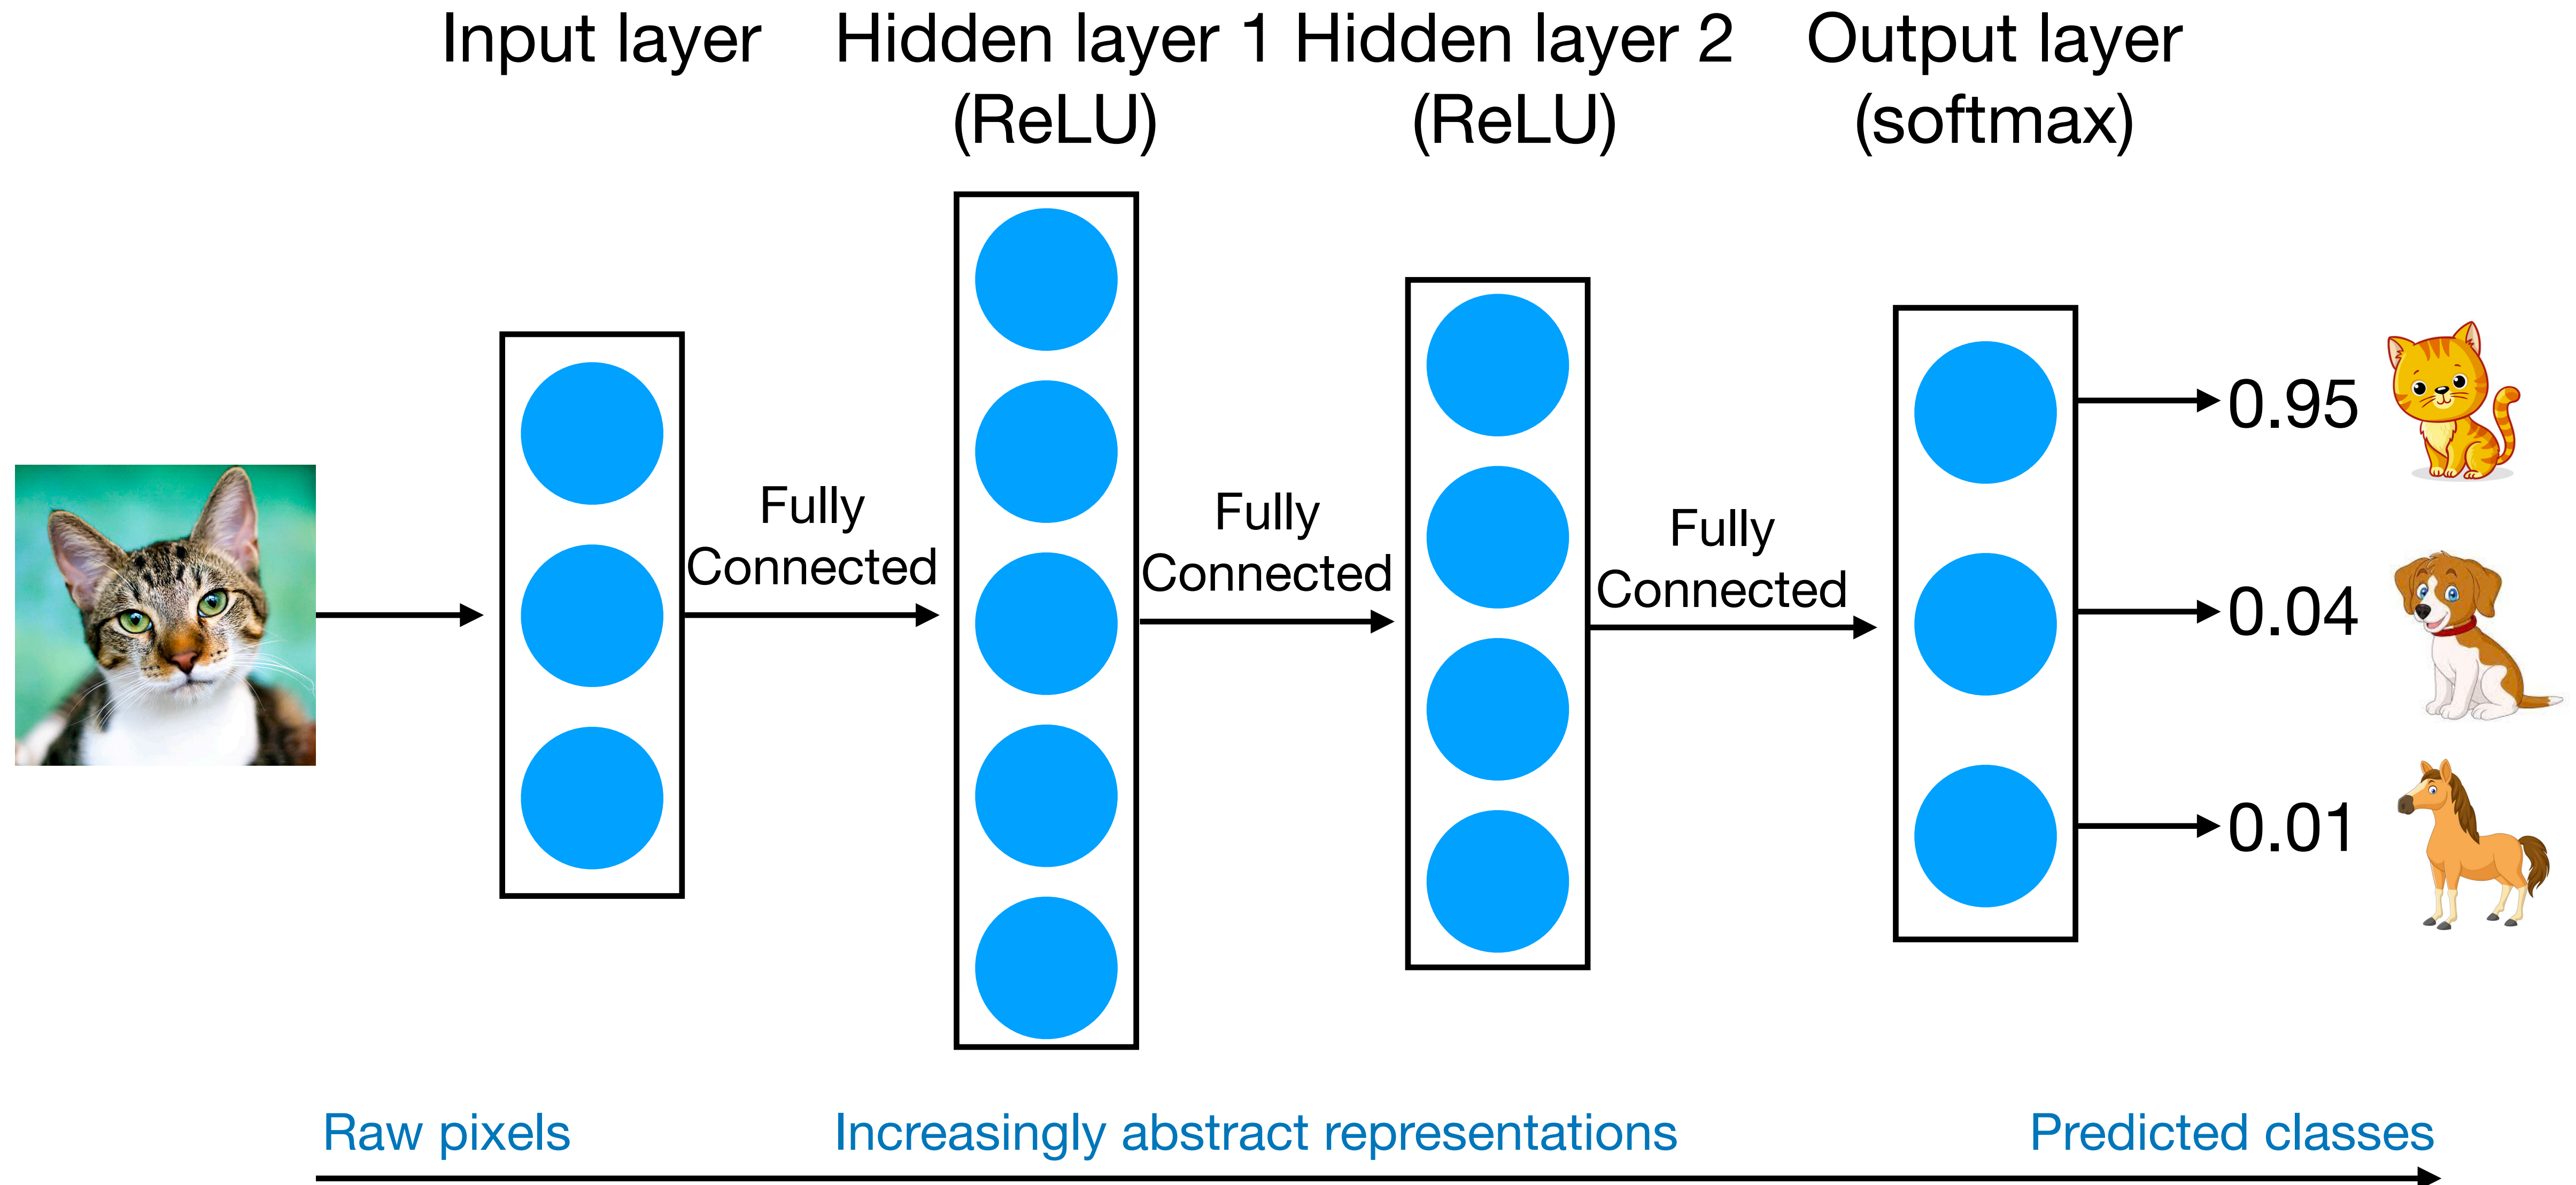 Input layer
Hidden layer 1
(ReLU)
Hidden layer 2
(ReLU)
Output layer
(softmax)
Fully
Connected
Fully
Connected
Fully
Connected
0.95
0.04
0.01
Raw pixels
Increasingly abstract representations
Predicted classes